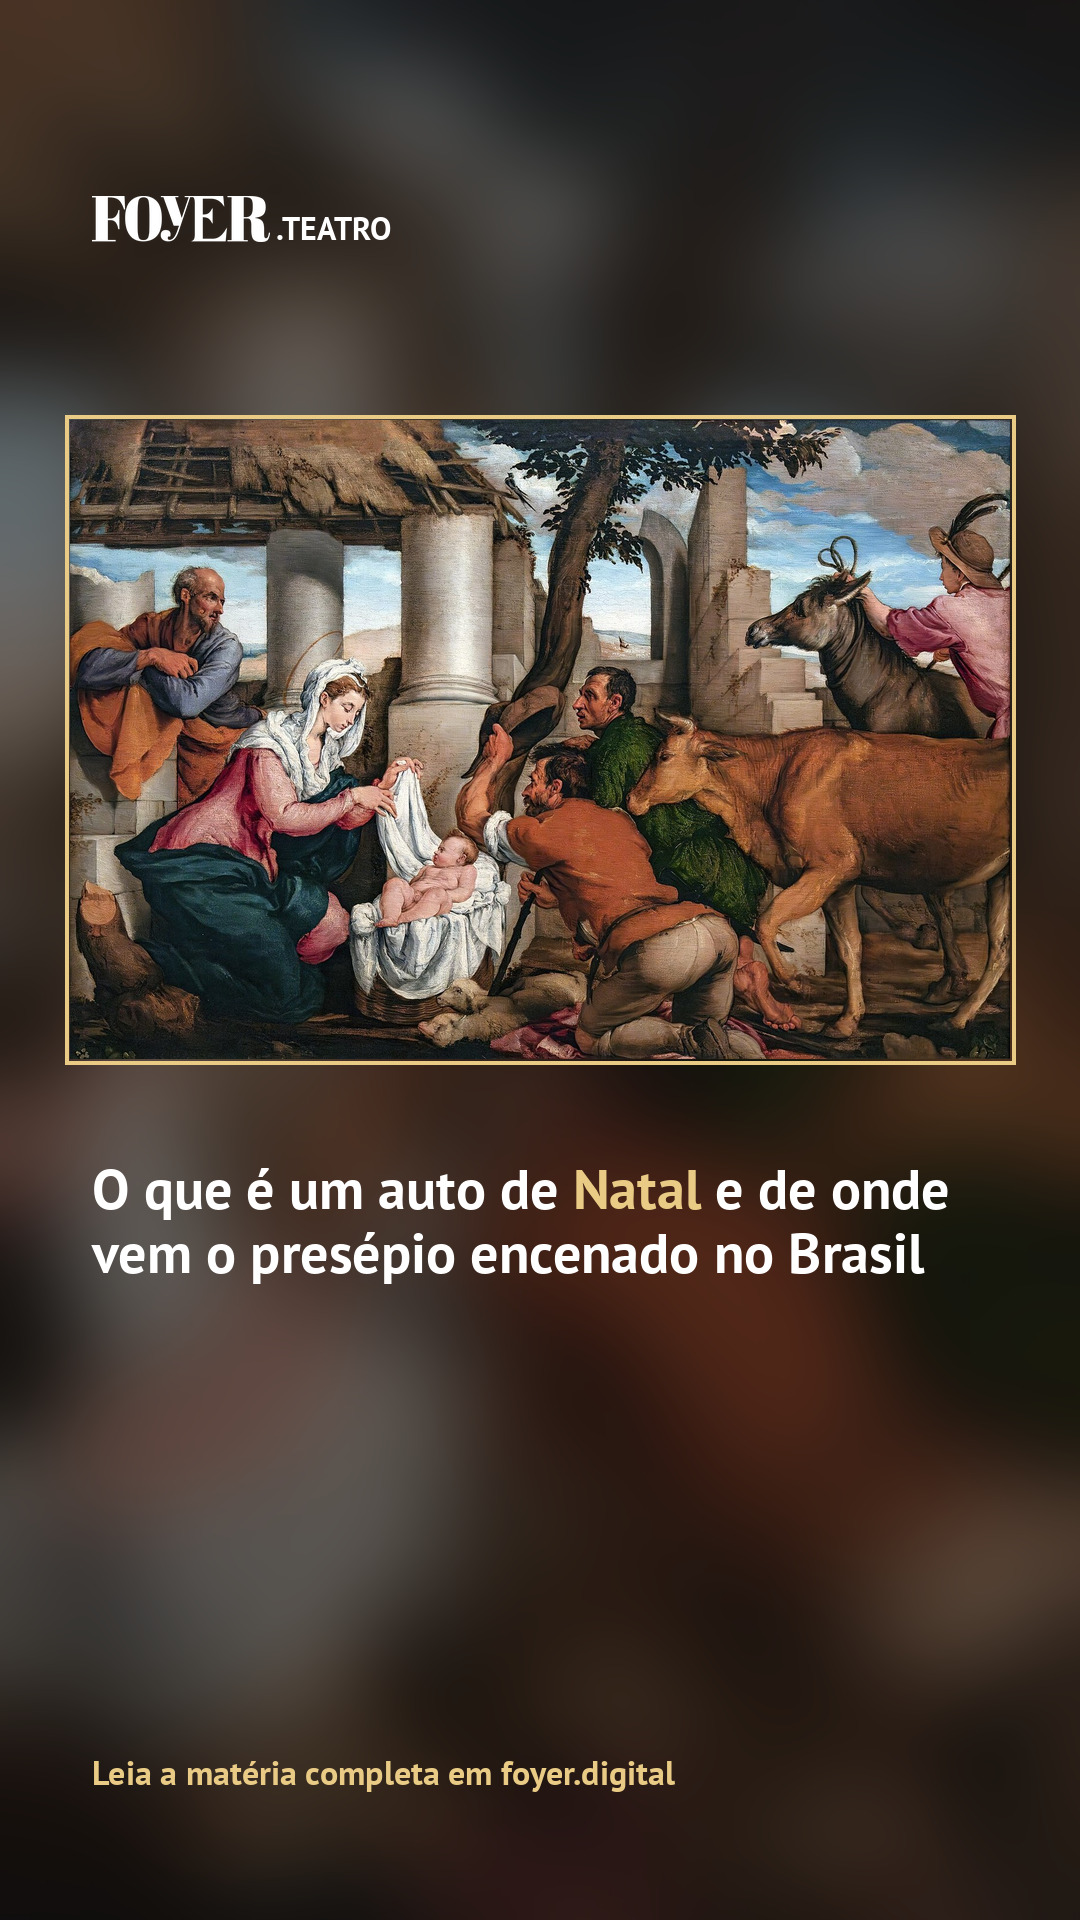 FOYER.TEATRO
O que é um auto de Natal e de onde
vem o presépio encenado no Brasil
Leia a matéria completa em foyer.digital